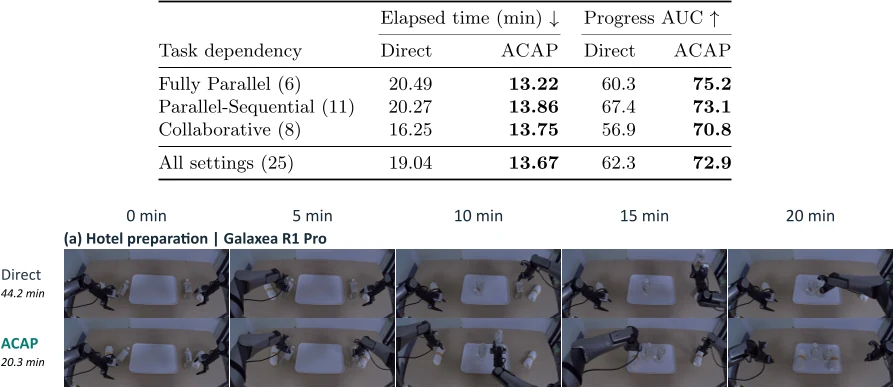 Elapsed time (min) ↓ Progress AUC ↑
Task dependency Direct ACAP Direct ACAP
Fully Parallel (6) 20.49 13.22 60.3 75.2
Parallel-Sequential (11) 20.27 13.86 67.4 73.1
Collaborative (8) 16.25 13.75 56.9 70.8
All settings (25) 19.04 13.67 62.3 72.9
0 min 5 min 10 min 15 min 20 min
(a) Hotel preparation | Galaxea R1 Pro
Direct
44.2 min
ACAP
20.3 min